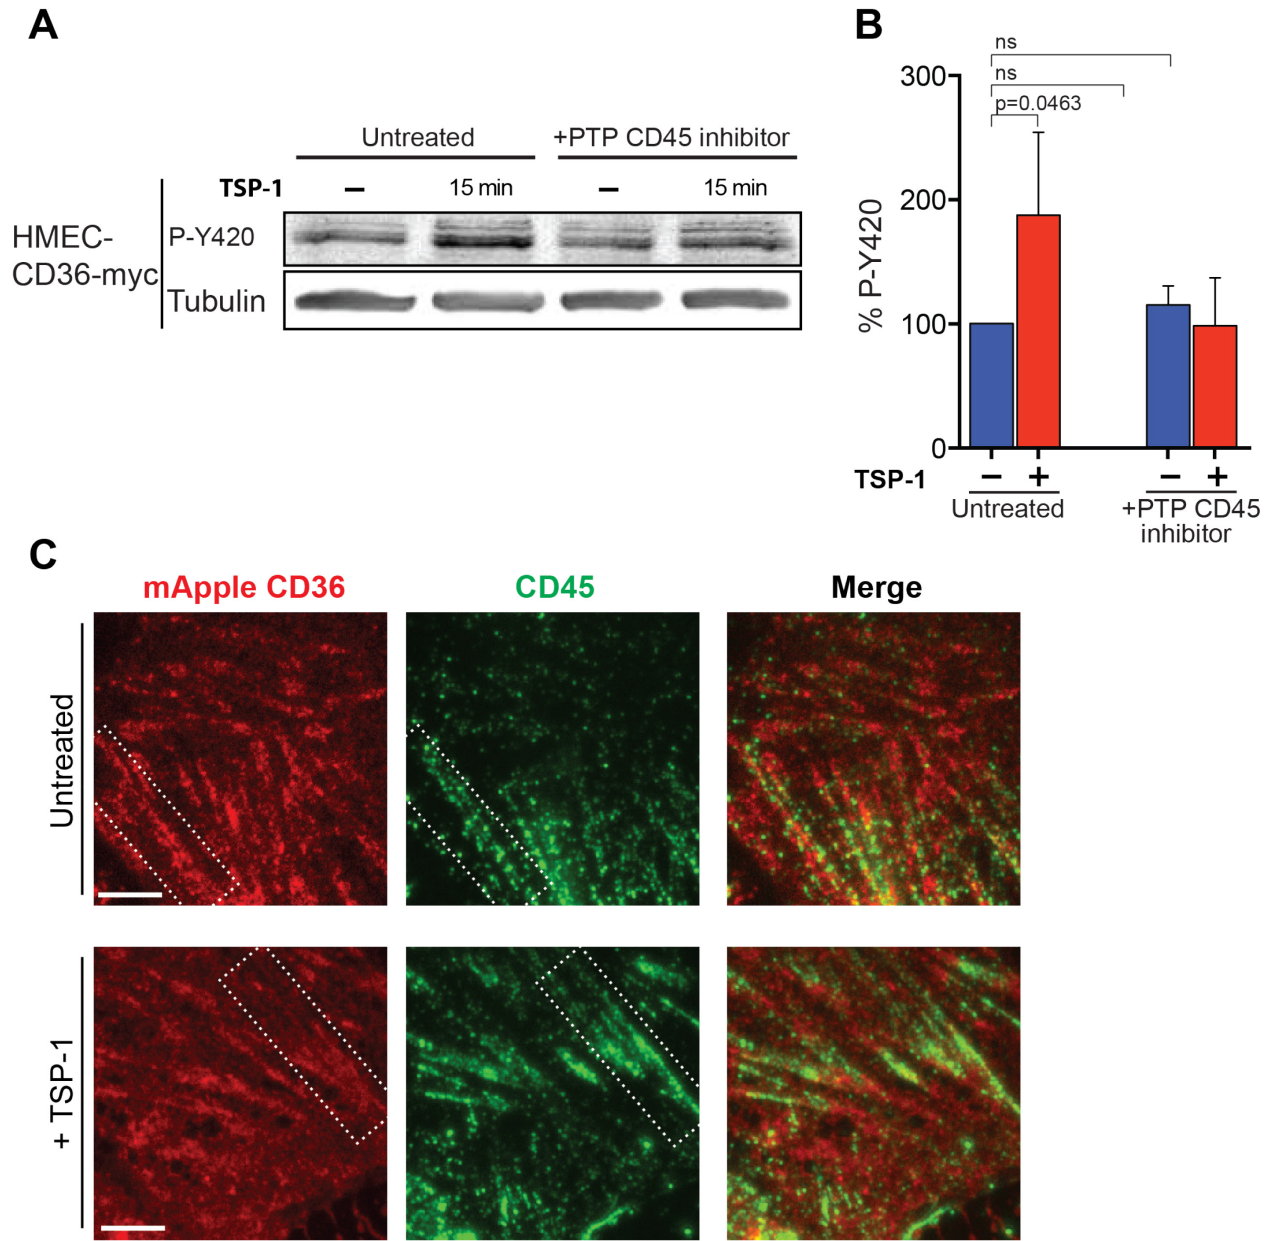 A
Untreated
+PTP CD45 inhibitor
TSP-1 – 15 min – 15 min
HMEC-
CD36-myc
P-Y420
Tubulin
B
ns
ns
p=0.0463
% P-Y420
300
200
100
0
TSP-1 – + – +
Untreated
+PTP CD45
inhibitor
C
mApple CD36
CD45
Merge
Untreated
+ TSP-1